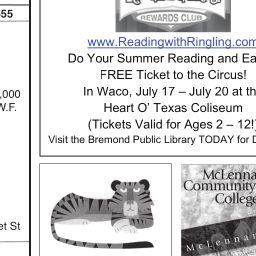 55
REWARDS CLUB
www.ReadingwithRingling.com
Do Your Summer Reading and Ea
FREE Ticket to the Circus!
,000
In Waco, July 17 – July 20 at th
W.F.
Heart O' Texas Coliseum
(Tickets Valid for Ages 2 – 12!)
Visit the Bremond Public Library TODAY for D
McLenna
Community
College
McLennan
et St